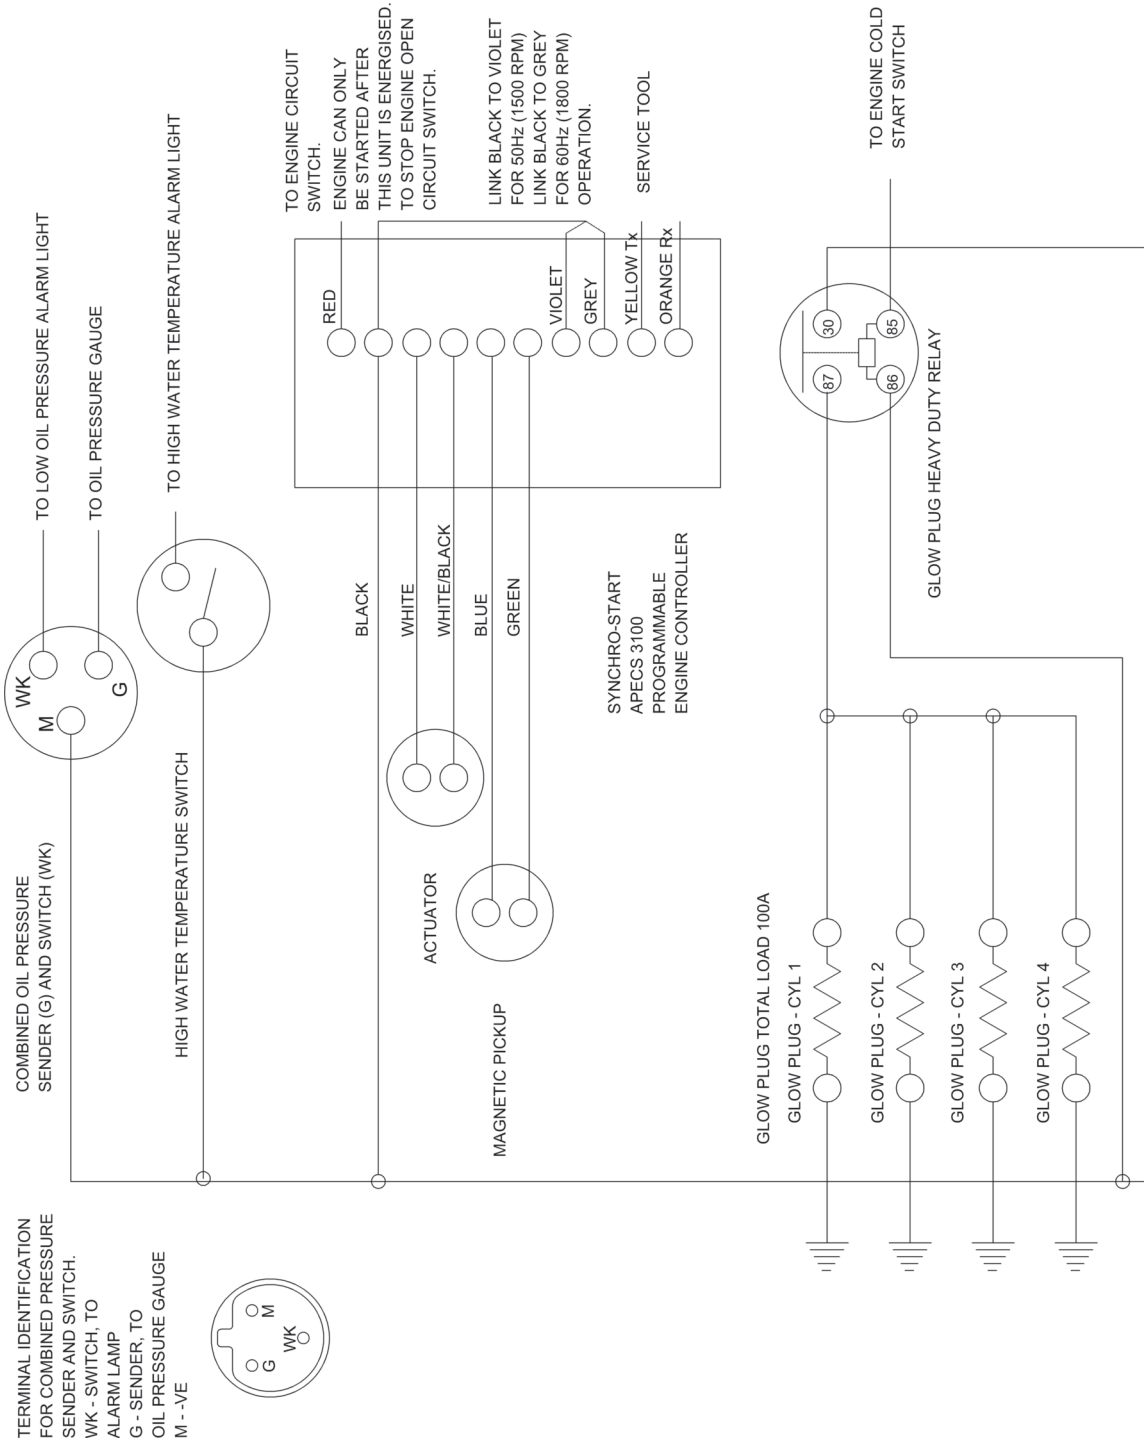 TERMINAL IDENTIFICATION
FOR COMBINED PRESSURE
SENDER AND SWITCH.
WK - SWITCH, TO
ALARM LAMP
G - SENDER, TO
OIL PRESSURE GAUGE
M - -VE
G
M
WK
COMBINED OIL PRESSURE
SENDER (G) AND SWITCH (WK)
M
WK
G
TO LOW OIL PRESSURE ALARM LIGHT
TO OIL PRESSURE GAUGE
HIGH WATER TEMPERATURE SWITCH
TO HIGH WATER TEMPERATURE ALARM LIGHT
ACTUATOR
MAGNETIC PICKUP
BLACK
WHITE
WHITE/BLACK
BLUE
GREEN
SYNCHRO-START
APECS 3100
PROGRAMMABLE
ENGINE CONTROLLER
RED
VIOLET
GREY
YELLOW Tx
ORANGE Rx
TO ENGINE CIRCUIT
SWITCH.
ENGINE CAN ONLY
BE STARTED AFTER
THIS UNIT IS ENERGISED.
TO STOP ENGINE OPEN
CIRCUIT SWITCH.
LINK BLACK TO VIOLET
FOR 50Hz (1500 RPM)
LINK BLACK TO GREY
FOR 60Hz (1800 RPM)
OPERATION.
SERVICE TOOL
GLOW PLUG TOTAL LOAD 100A
GLOW PLUG - CYL 1
GLOW PLUG - CYL 2
GLOW PLUG - CYL 3
GLOW PLUG - CYL 4
87
30
86
85
GLOW PLUG HEAVY DUTY RELAY
TO ENGINE COLD
START SWITCH